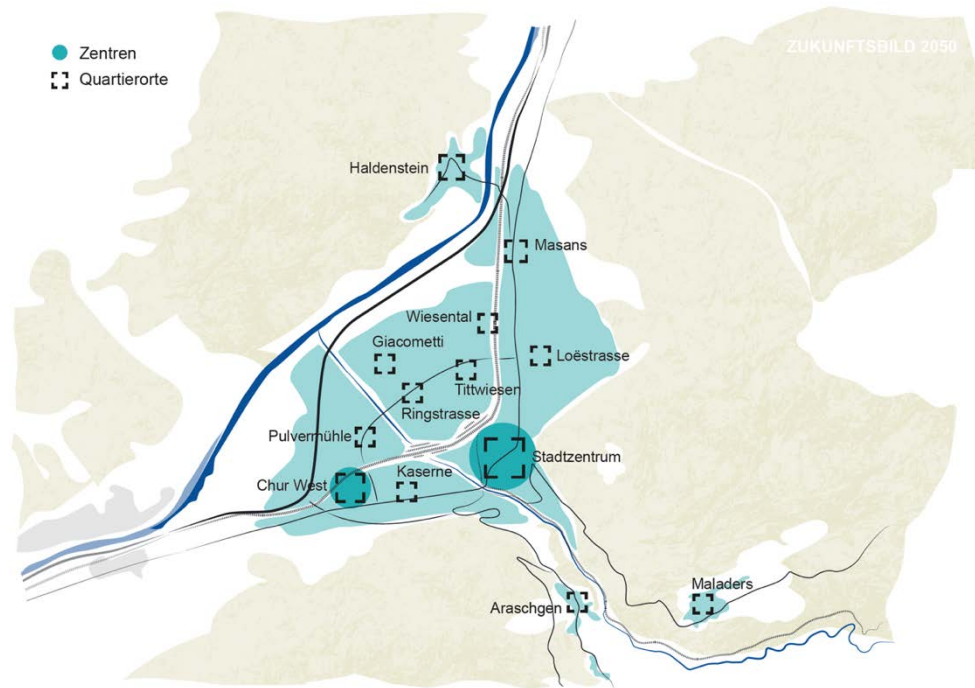 ZUKUNFTSBILD 2050
Zentren
Quartierorte
Haldenstein
Masans
Wiesental
Giacometti
Loëstrasse
Tittwiesen
Ringstrasse
Pulvermühle
Stadtzentrum
Kaserne
Chur West
Maladers
Araschgen